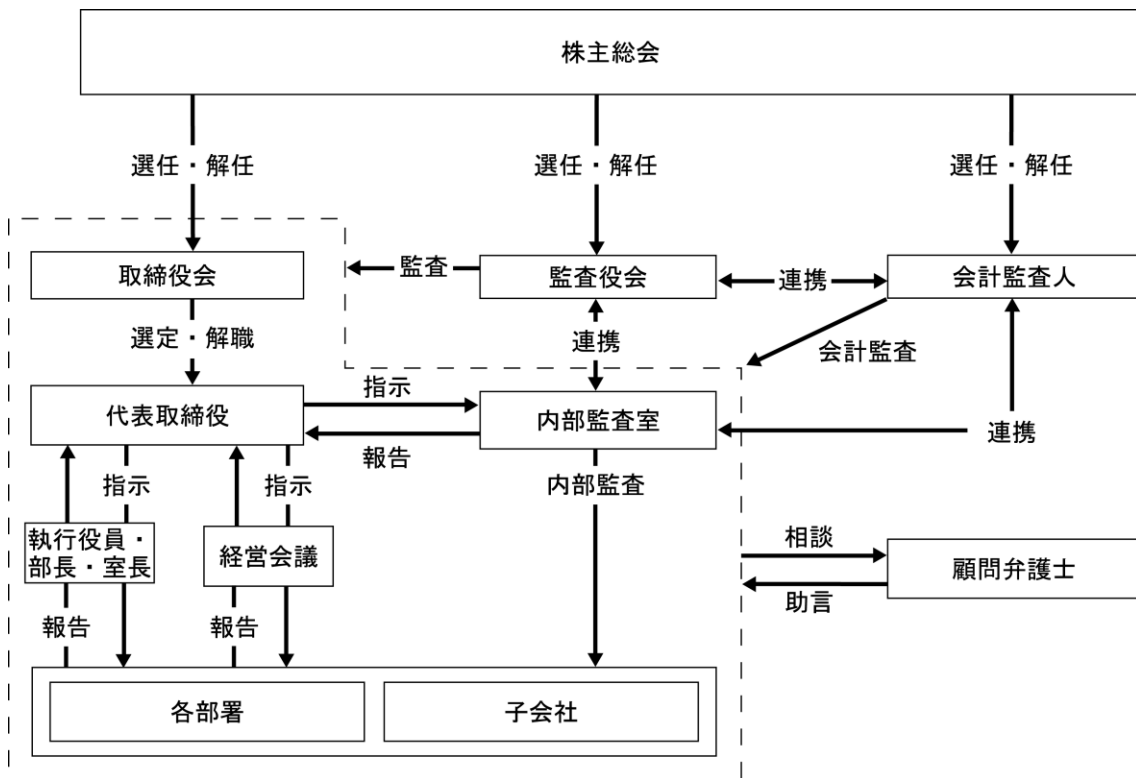 株主総会
選任・解任
選任・解任
選任・解任
取締役会
監査
監査役会
連携
会計監査人
選定・解職
連携
会計監査
代表取締役
指示
報告
内部監査室
連携
指示
指示
内部監査
執行役員・
部長・室長
経営会議
相談
助言
顧問弁護士
報告
報告
各部署
子会社